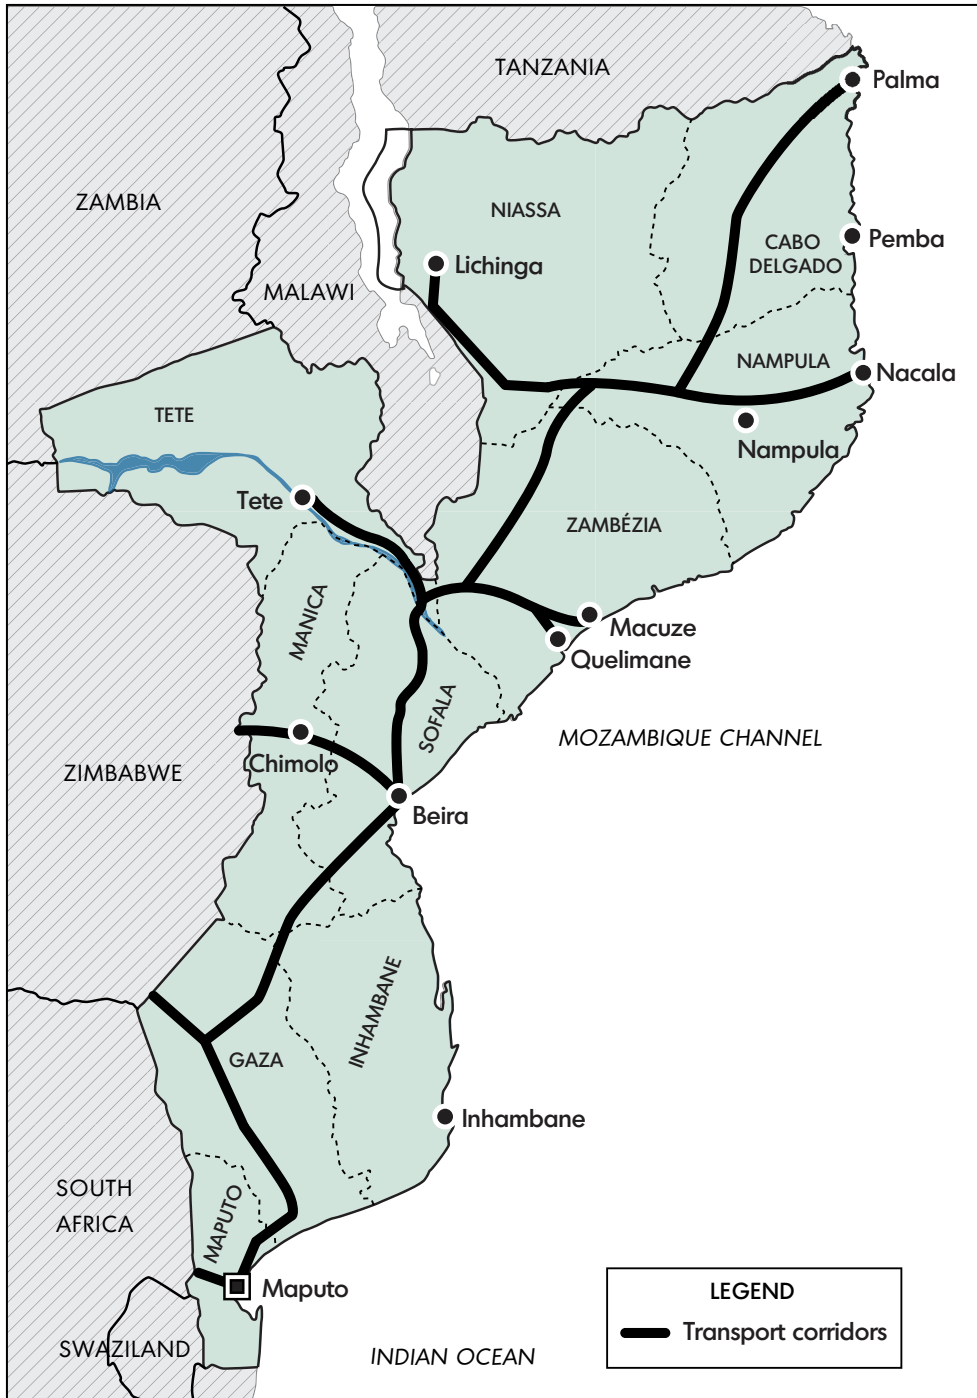 TANZANIA
Palma
ZAMBIA
NIASSA
Pemba
CABO
DELGADO
Lichinga
MALAWI
NAMPULA
Nacala
TETE
Nampula
Tete
ZAMBÉZIA
MANICA
Macuze
Quelimane
SOFALA
MOZAMBIQUE CHANNEL
Chimolo
ZIMBABWE
Beira
INHAMBANE
GAZA
Inhambane
SOUTH
AFRICA
MAPUTO
Maputo
LEGEND
Transport corridors
SWAZILAND
INDIAN OCEAN